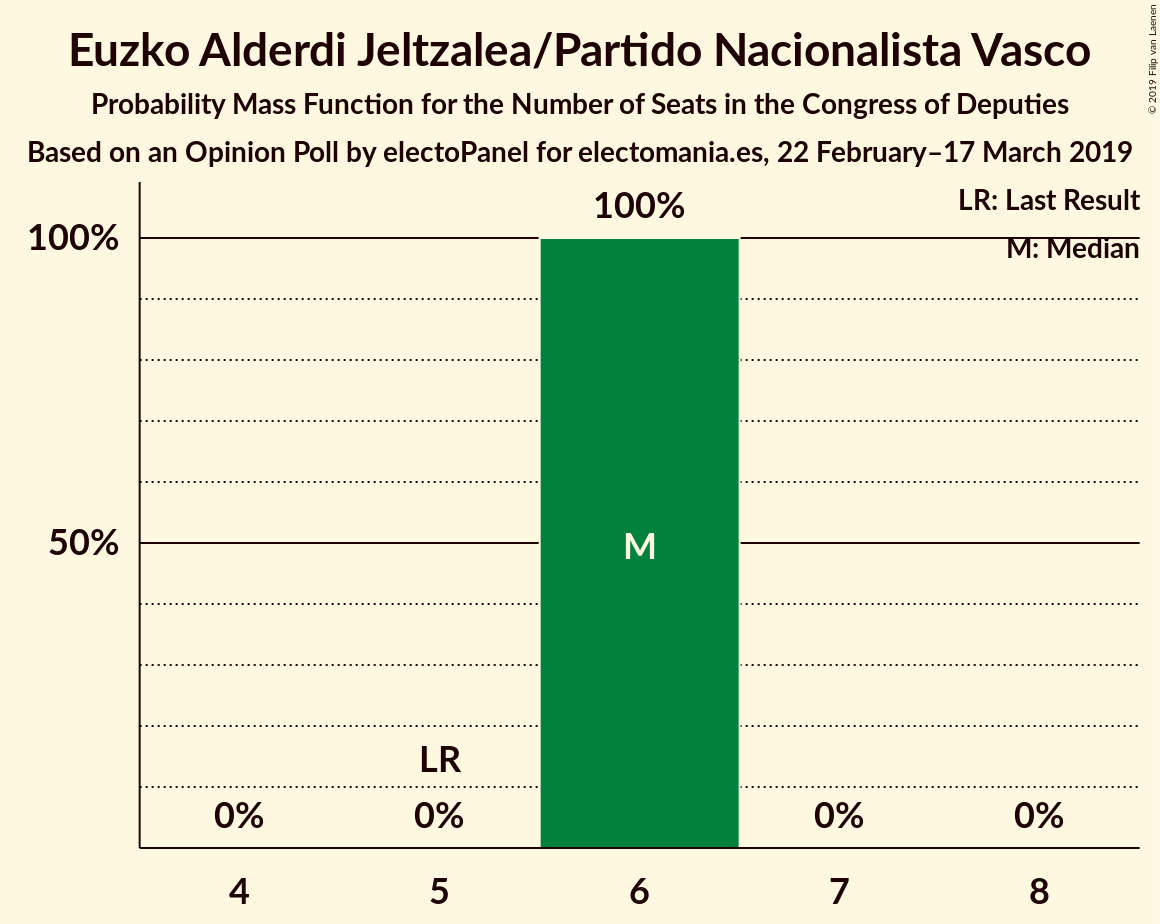 Euzko Alderdi Jeltzalea/Partido Nacionalista Vasco
Probability Mass Function for the Number of Seats in the Congress of Deputies
Based on an Opinion Poll by electoPanel for electomania.es, 22 February–17 March 2019
© 2019 Filip van Laenen
LR: Last Result
M: Median
100%
100%
50%
M
LR
0%
0%
0%
0%
4
5
6
7
8